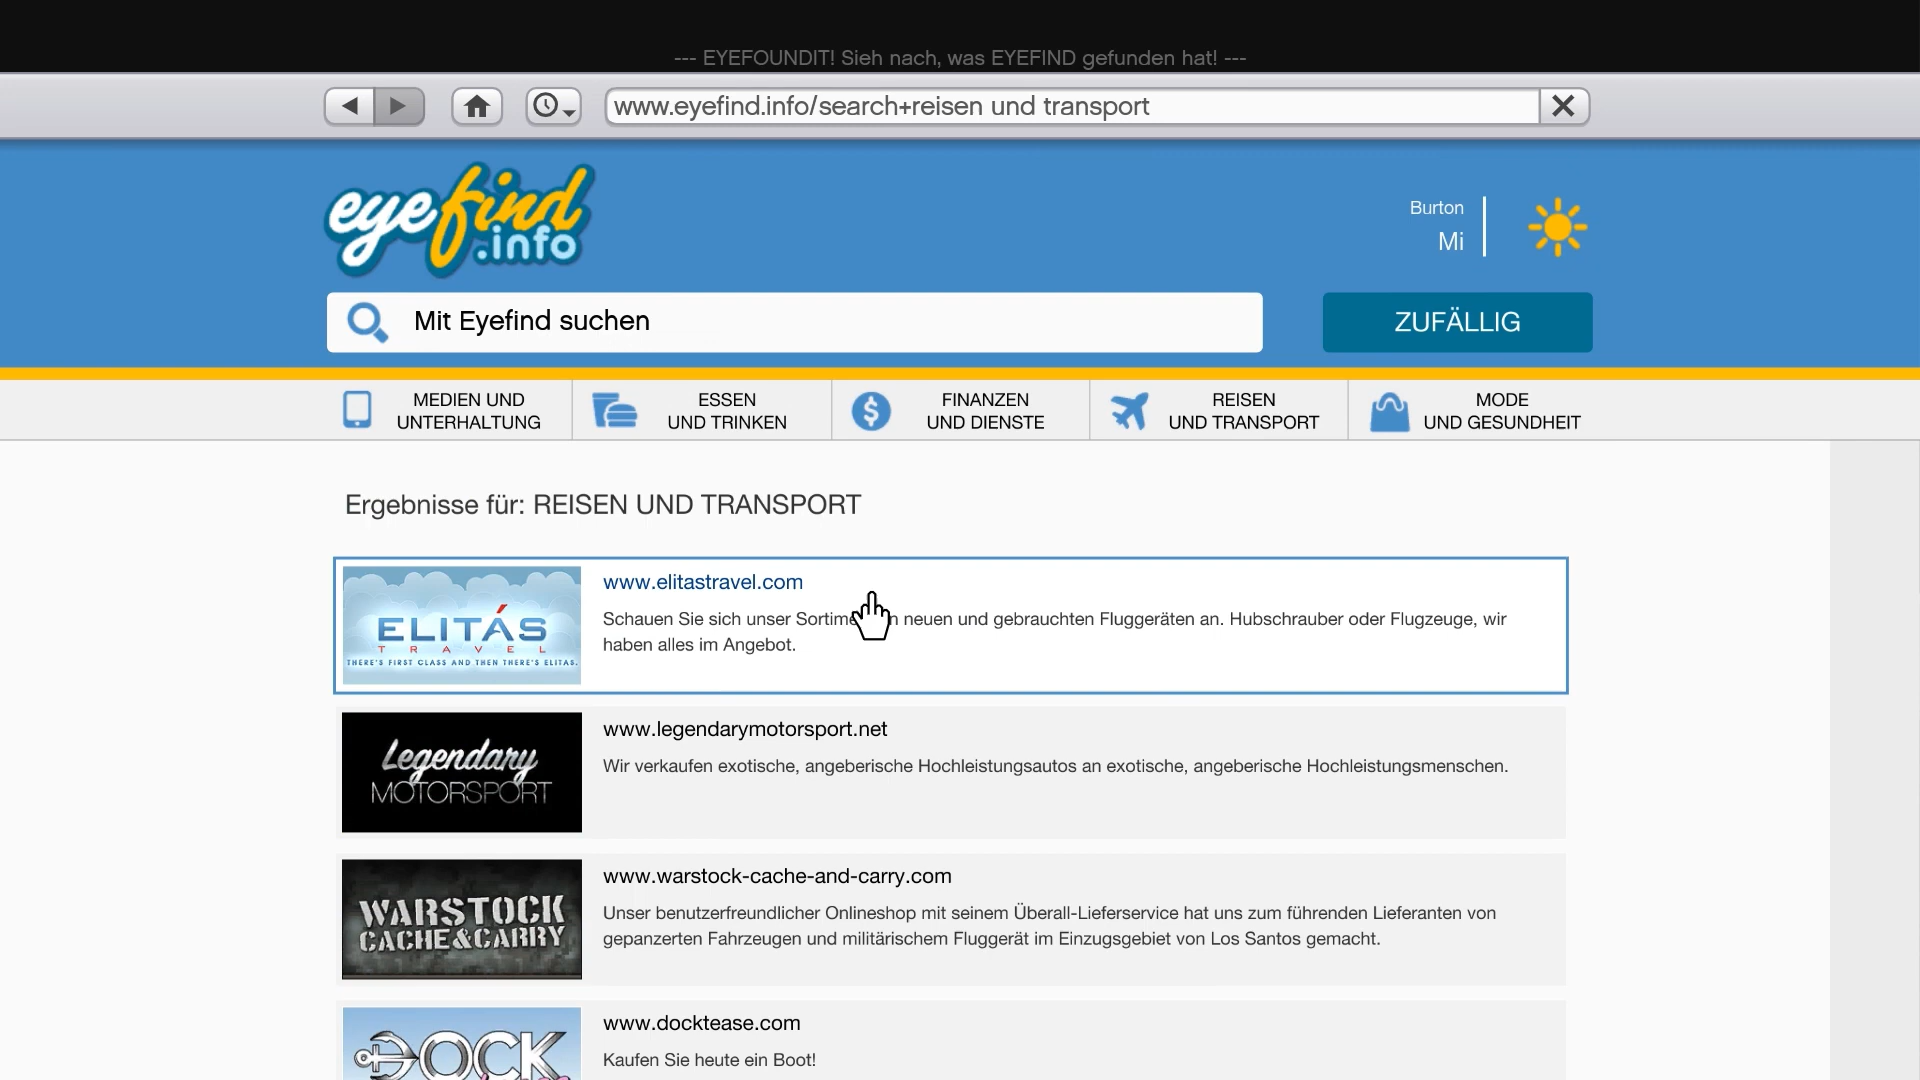 --- EYEFOUNDIT! Sieh nach, was EYEFIND gefunden hat! ---
www.eyefind.info/search+reisen und transport
eyefind
.info
Burton
Mi
Mit Eyefind suchen
ZUFÄLLIG
MEDIEN UND
UNTERHALTUNG
ESSEN
UND TRINKEN
FINANZEN
UND DIENSTE
REISEN
UND TRANSPORT
MODE
UND GESUNDHEIT
Ergebnisse für: REISEN UND TRANSPORT
ELITÁS
TRAVEL
THERE'S FIRST CLASS AND THEN THERE'S ELITAS.
www.elitastravel.com
Schauen Sie sich unser neuen und gebrauchten Fluggeräten an. Hubschrauber oder Flugzeuge, wir
haben alles im Angebot.
Legendary
MOTORSPORT
www.legendarymotorsport.net
Wir verkaufen exotische, angeberische Hochleistungsautos an exotische, angeberische Hochleistungsmenschen.
WARSTOCK
CACHE&CARRY
www.warstock-cache-and-carry.com
Unser benutzerfreundlicher Onlineshop mit seinem Überall-Lieferservice hat uns zum führenden Lieferanten von
gepanzerten Fahrzeugen und militärischem Fluggerät im Einzugsgebiet von Los Santos gemacht.
DOCK
www.docktease.com
Kaufen Sie heute ein Boot!